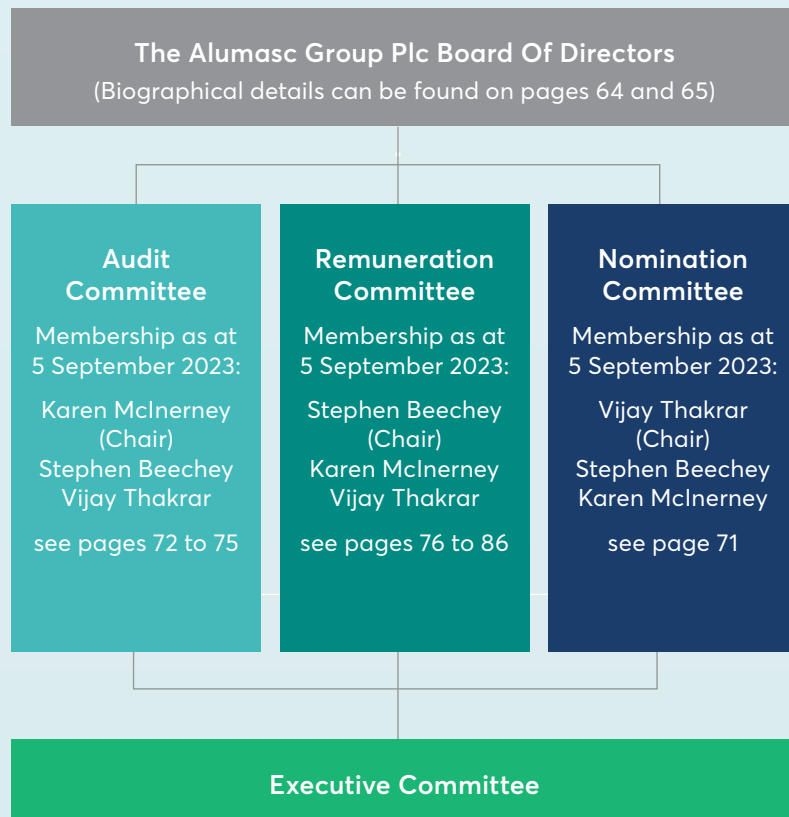 The Alumasc Group Plc Board Of Directors
(Biographical details can be found on pages 64 and 65)
Audit
Committee
Membership as at
5 September 2023:
Karen McInerney
(Chair)
Stephen Beechey
Vijay Thakrar
see pages 72 to 75
Remuneration
Committee
Membership as at
5 September 2023:
Stephen Beechey
(Chair)
Karen McInerney
Vijay Thakrar
see pages 76 to 86
Nomination
Committee
Membership as at
5 September 2023:
Vijay Thakrar
(Chair)
Stephen Beechey
Karen McInerney
see page 71
Executive Committee